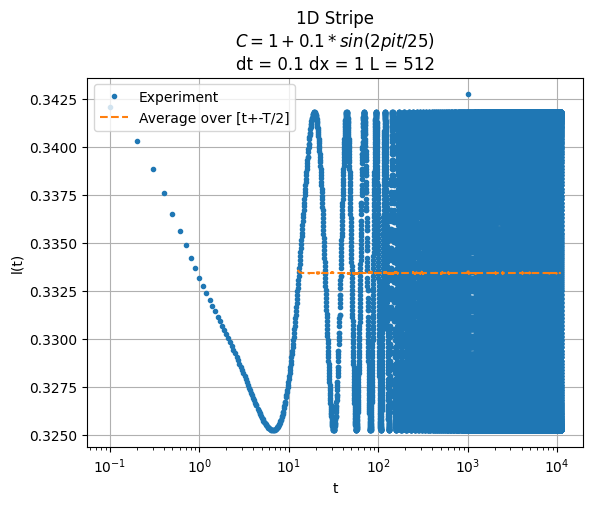 1D Stripe
C = 1 + 0.1 * sin(2pit/25)
dt = 0.1 dx = 1 L = 512
Experiment
Average over [t+-T/2]
0.3425
0.3400
0.3375
0.3350
0.3325
0.3300
0.3275
0.3250
l(t)
10⁻¹ 10⁰ 10¹ 10² 10³ 10⁴
t